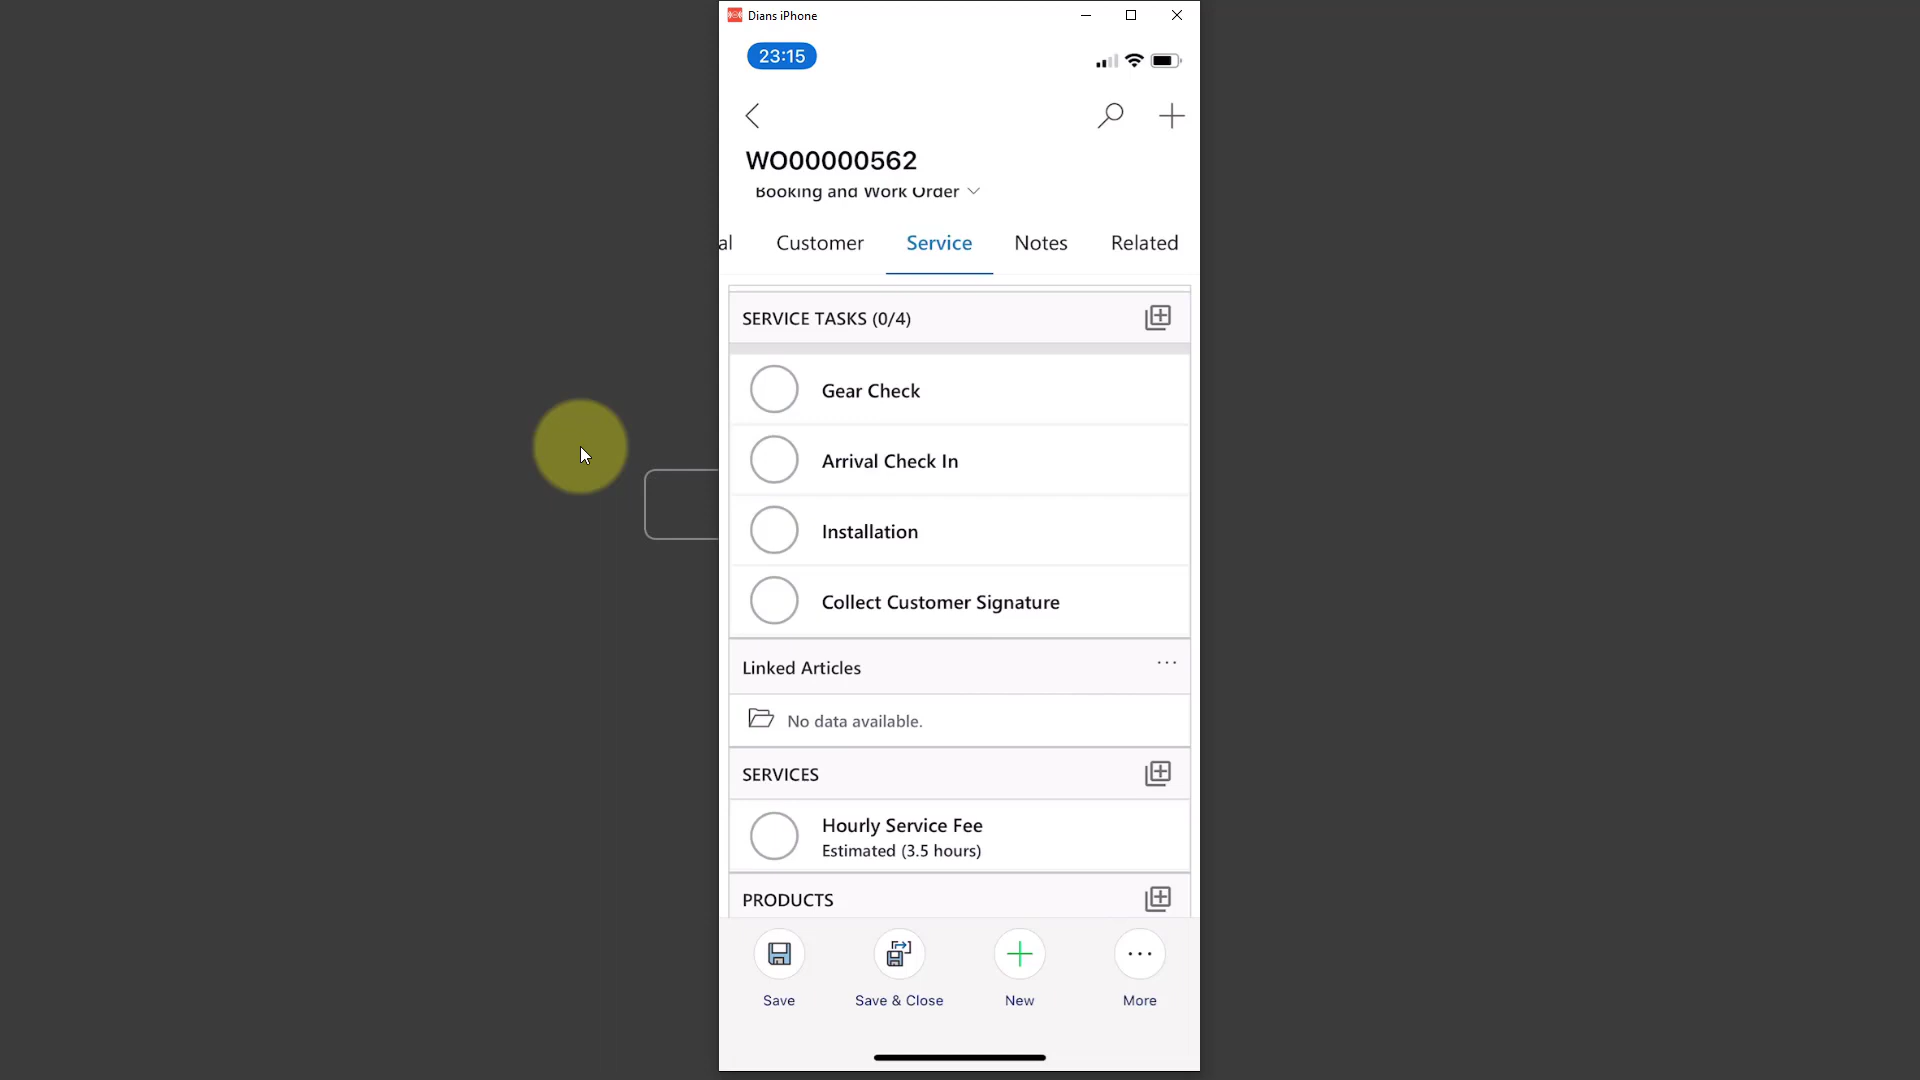 Dians iPhone
23:15
WO00000562
Booking and Work Order
al Customer Service Notes Related
SERVICE TASKS (0/4)
Gear Check
Arrival Check In
Installation
Collect Customer Signature
Linked Articles
No data available.
SERVICES
Hourly Service Fee
Estimated (3.5 hours)
PRODUCTS
Save Save & Close New More